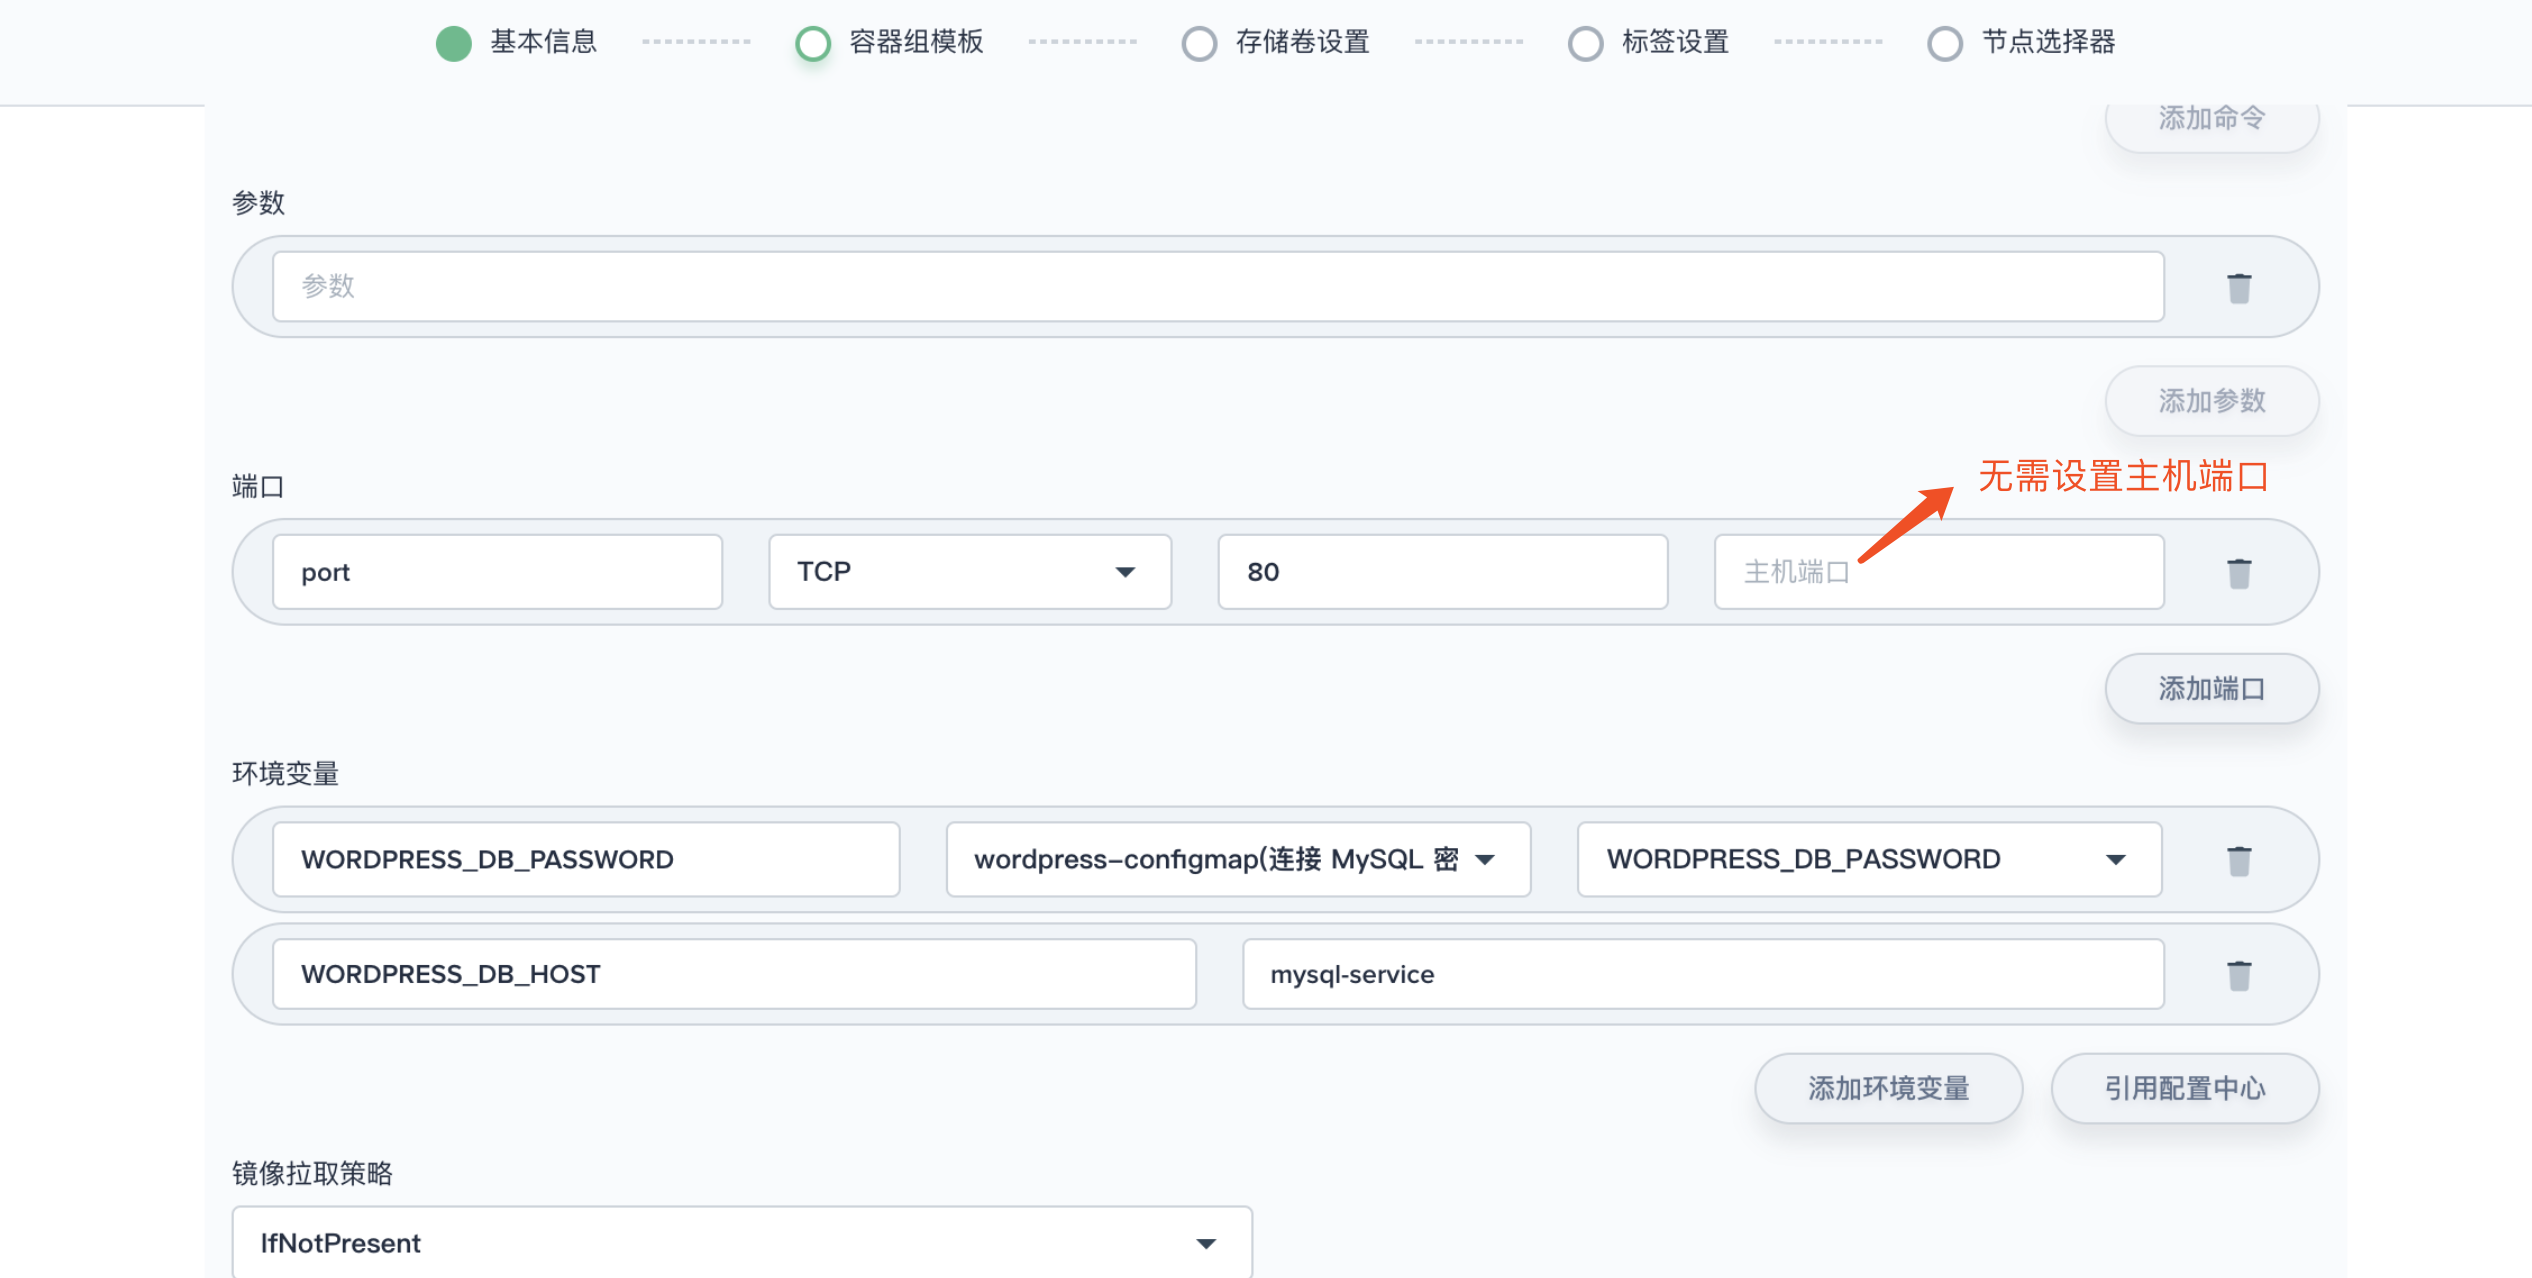 基本信息
容器组模板
存储卷设置
标签设置
节点选择器
添加命令
参数
参数
添加参数
无需设置主机端口
端口
port
TCP
80
主机端口
添加端口
环境变量
WORDPRESS_DB_PASSWORD
wordpress-configmap(连接 MySQL 密
WORDPRESS_DB_PASSWORD
WORDPRESS_DB_HOST
mysql-service
添加环境变量
引用配置中心
镜像拉取策略
IfNotPresent